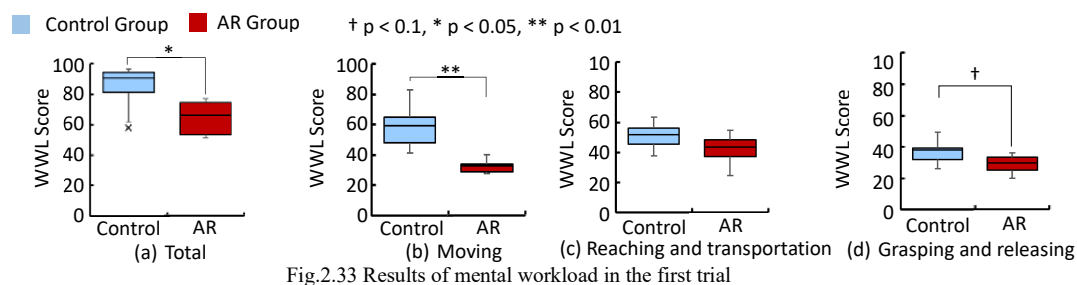 Control Group AR Group † p < 0.1, * p < 0.05, ** p < 0.01
WWL Score
100
80
60
40
20
0
*
×
Control AR
(a) Total
WWL Score
100
80
60
40
20
0
**
Control AR
(b) Moving
WWL Score
10
80
60
40
20
0
Control AR
(c) Reaching and transportation
WWL Score
10
80
60
40
20
0
†
Control AR
(d) Grasping and releasing
Fig.2.33 Results of mental workload in the first trial